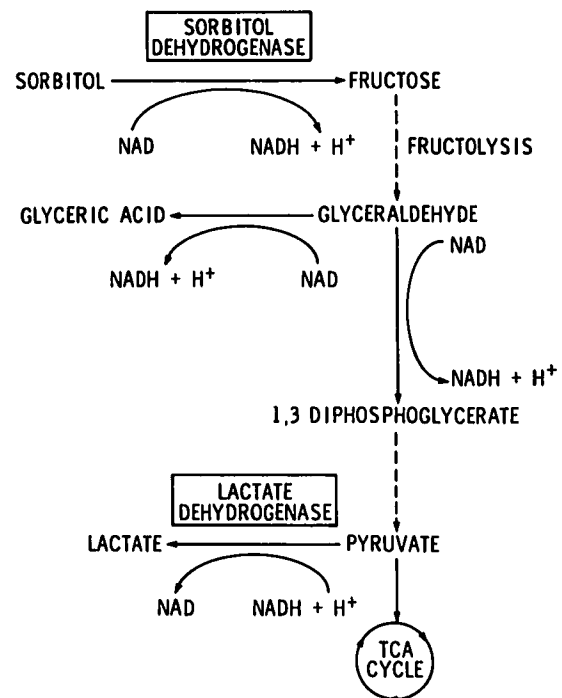 SORBITOL
DEHYDROGENASE
SORBITOL
FRUCTOSE
NAD
NADH + H⁺
FRUCTOLYSIS
GLYCERIC ACID
GLYCERALDEHYDE
NADH + H⁺
NAD
NAD
NADH + H⁺
1,3 DIPHOSPHOGLYCERATE
LACTATE
DEHYDROGENASE
LACTATE
PYRUVATE
NAD
NADH + H⁺
TCA
CYCLE